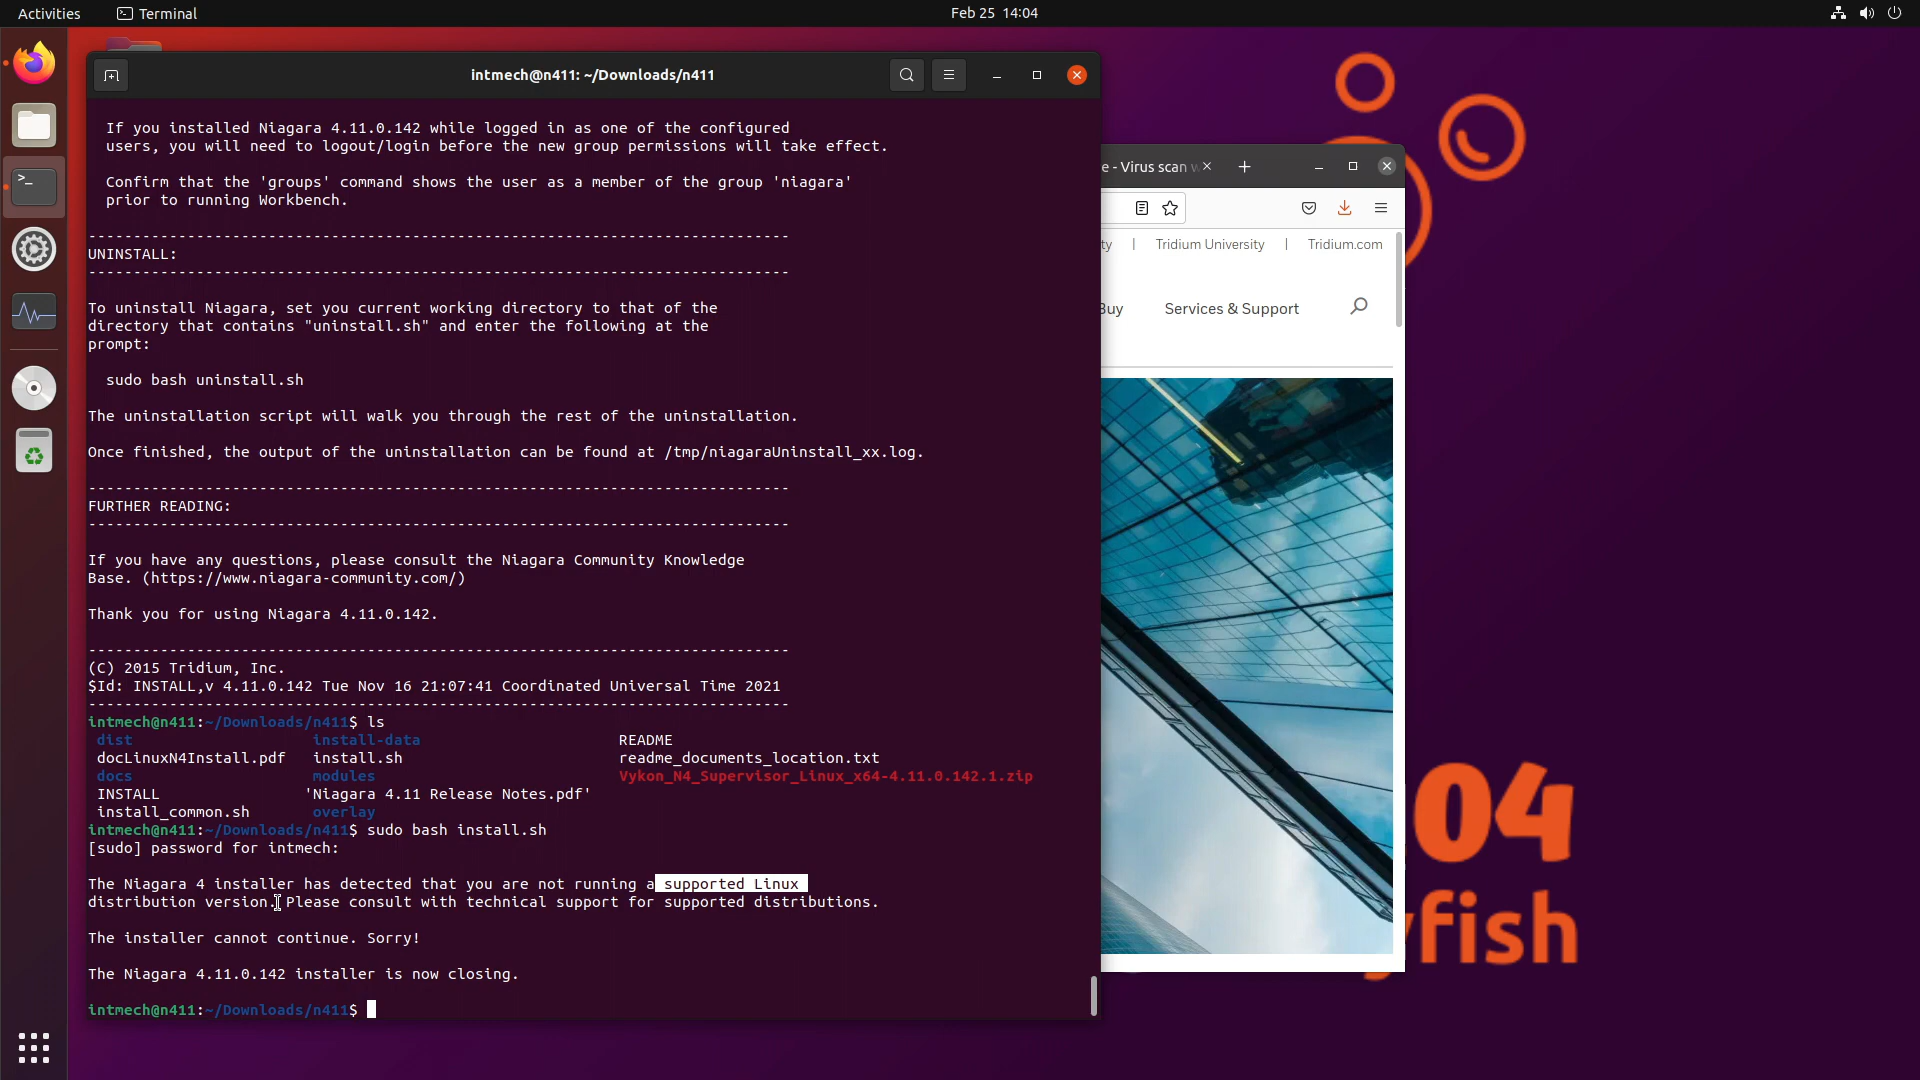 Activities
Terminal
Feb 25 14:04
intmech@n411: ~/Downloads/n411
If you installed Niagara 4.11.0.142 while logged in as one of the configured
users, you will need to logout/login before the new group permissions will take effect.
Confirm that the 'groups' command shows the user as a member of the group 'niagara'
prior to running Workbench.
------------------------------------------------------------------------------
UNINSTALL:
------------------------------------------------------------------------------
To uninstall Niagara, set you current working directory to that of the
directory that contains "uninstall.sh" and enter the following at the
prompt:
sudo bash uninstall.sh
The uninstallation script will walk you through the rest of the uninstallation.
Once finished, the output of the uninstallation can be found at /tmp/niagaraUninstall_xx.log.
------------------------------------------------------------------------------
FURTHER READING:
------------------------------------------------------------------------------
If you have any questions, please consult the Niagara Community Knowledge
Base. (https://www.niagara-community.com/)
Thank you for using Niagara 4.11.0.142.
------------------------------------------------------------------------------
(C) 2015 Tridium, Inc.
$Id: INSTALL,v 4.11.0.142 Tue Nov 16 21:07:41 Coordinated Universal Time 2021
------------------------------------------------------------------------------
intmech@n411:~/Downloads/n411$ ls
dist install-data README
docLinuxN4Install.pdf install.sh readme_documents_location.txt
docs modules Vykon_N4_Supervisor_Linux_x64-4.11.0.142.1.zip
INSTALL 'Niagara 4.11 Release Notes.pdf'
install_common.sh overlay
intmech@n411:~/Downloads/n411$ sudo bash install.sh
[sudo] password for intmech:
The Niagara 4 installer has detected that you are not running a supported Linux
distribution version. Please consult with technical support for supported distributions.
The installer cannot continue. Sorry!
The Niagara 4.11.0.142 installer is now closing.
intmech@n411:~/Downloads/n411$
e - Virus scan w
ty | Tridium University | Tridium.com
Buy Services & Support
04
yfish